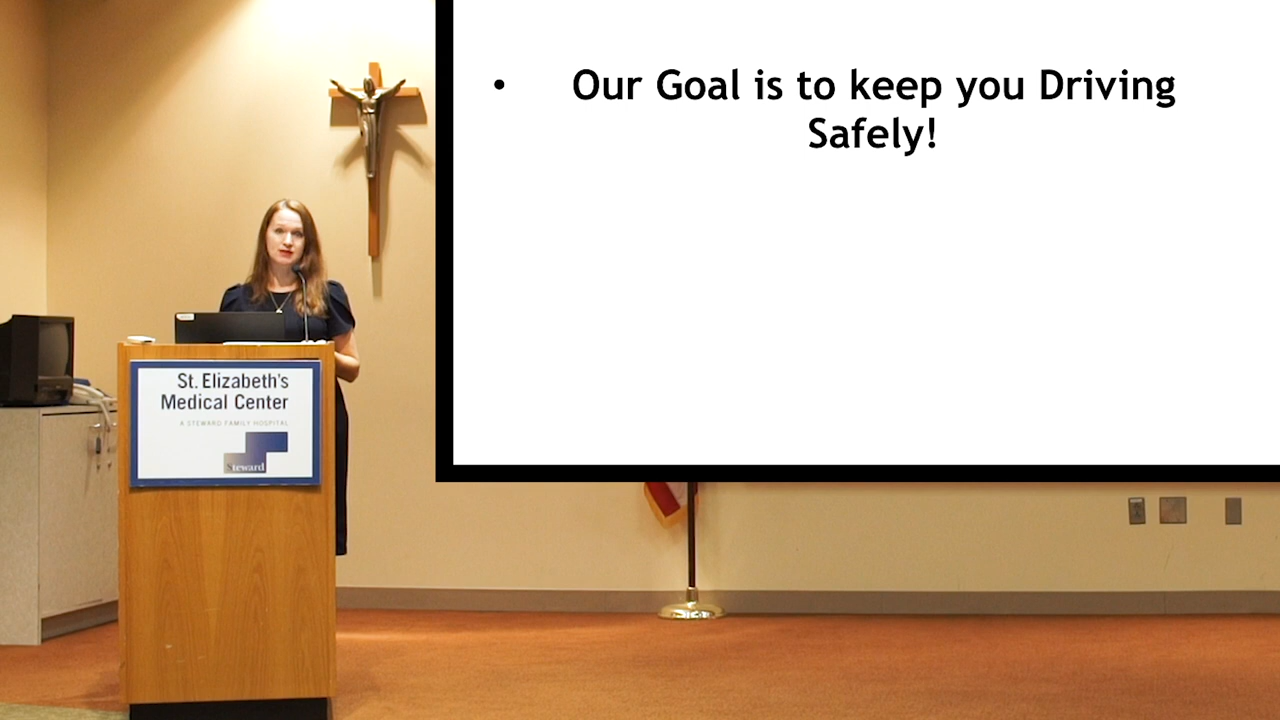 • Our Goal is to keep you Driving
Safely!
St. Elizabeth's
Medical Center
A STEWARD FAMILY HOSPITAL
Steward